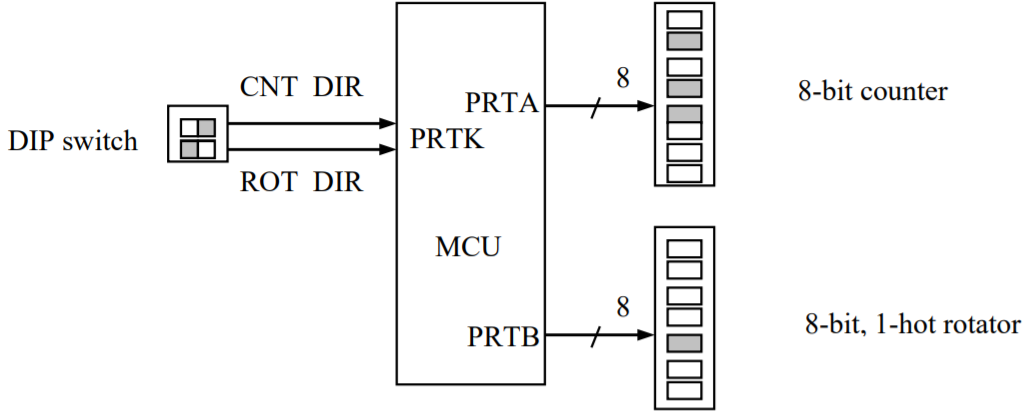 CNT DIR
8
PRTA
8-bit counter
DIP switch
PRTK
ROT DIR
MCU
8
PRTB
8-bit, 1-hot rotator